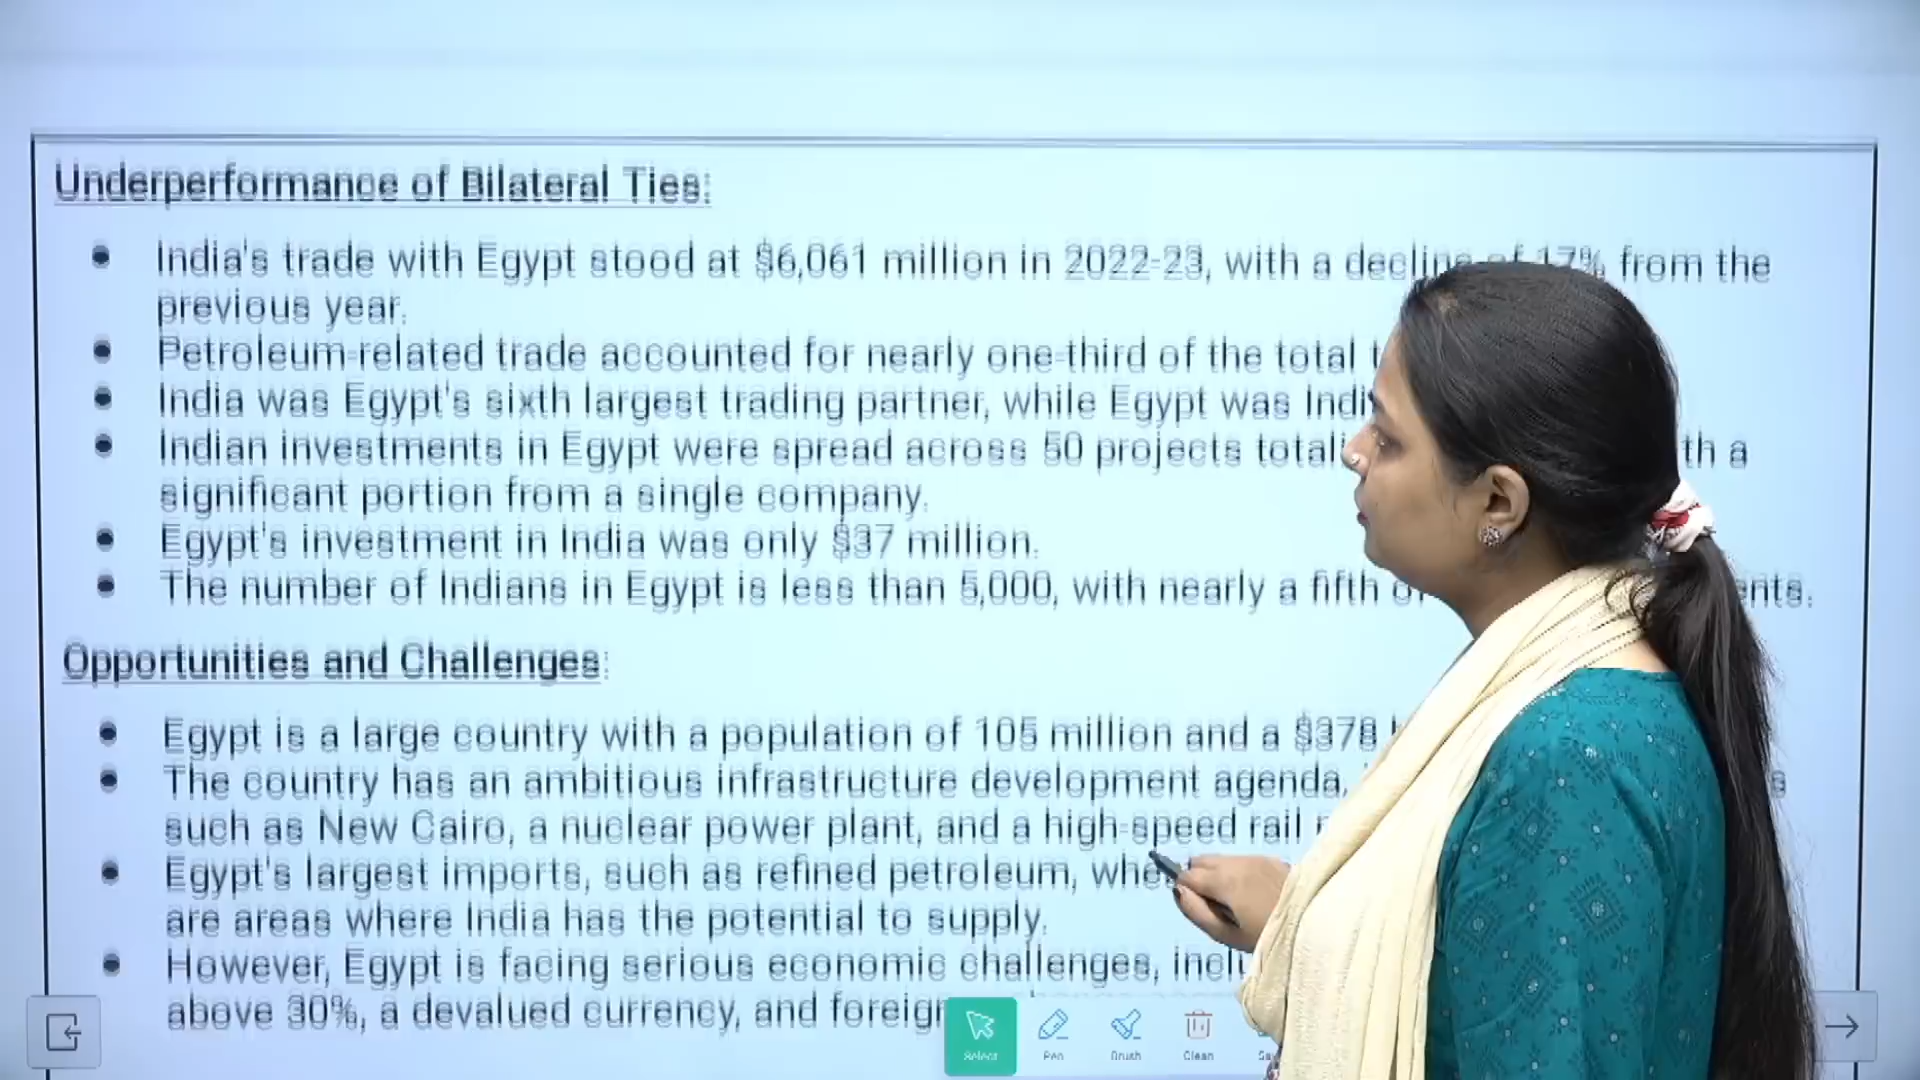 Underperformance of Bilateral Ties:
India's trade with Egypt stood at $6,061 million in 2022-23, with a decline of 17% from the
previous year.
Petroleum-related trade accounted for nearly one-third of the total
India was Egypt's sixth largest trading partner, while Egypt was
Indian investments in Egypt were spread across 50 projects a
significant portion from a single company.
Egypt's investment in India was only $37 million.
The number of Indians in Egypt is less than 5,000, with nearly a fifth
Opportunities and Challenges:
Egypt is a large country with a population of 105 million and a $378
The country has an ambitious infrastructure development agenda,
such as New Cairo, a nuclear power plant, and a high-speed rail
Egypt's largest imports, such as refined petroleum,
are areas where India has the potential to supply.
However, Egypt is facing serious economic challenges,
above 30%, a devalued currency, and
Select Pen Brush Clean